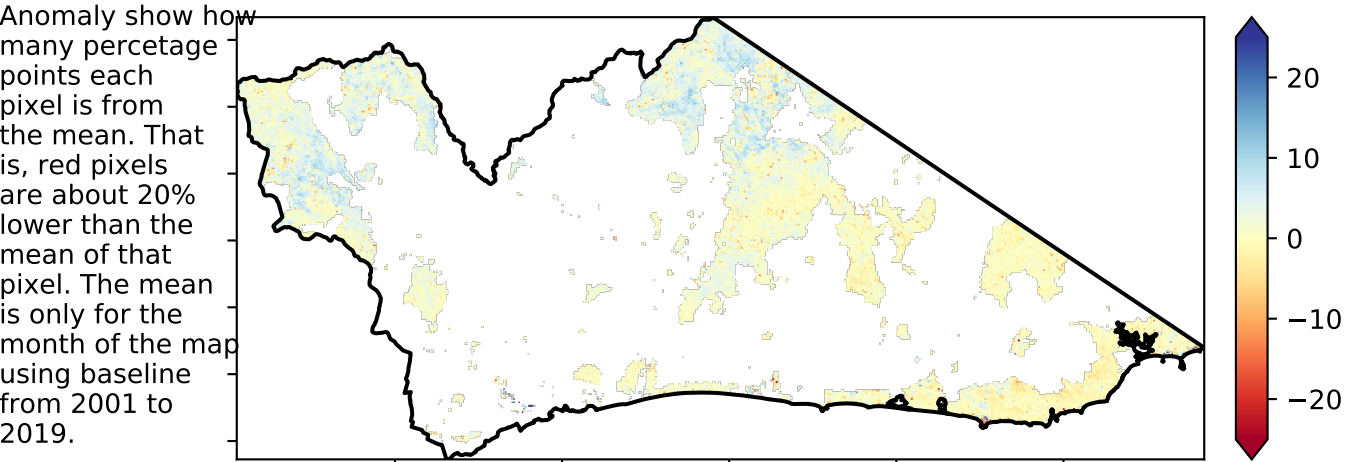 Anomaly show how
many percetage
points each
pixel is from
the mean. That
is, red pixels
are about 20%
lower than the
mean of that
pixel. The mean
is only for the
month of the map
using baseline
from 2001 to
2019.
20
10
0
−10
−20